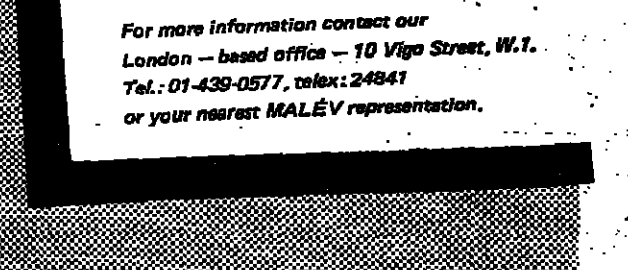 For more information contact our
London — based office — 10 Vigo Street, W.1.
Tel.: 01-439-0577, telex: 24841
or your nearest MALÉV representation.